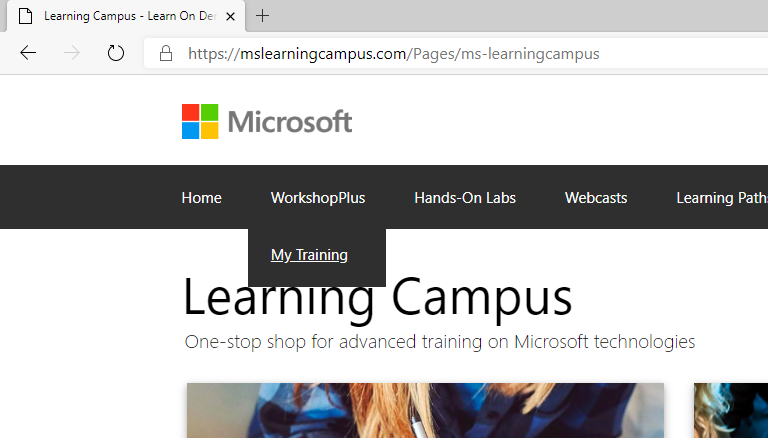 Learning Campus - Learn On De
https://mslearningcampus.com/Pages/ms-learningcampus
Microsoft
Home WorkshopPlus Hands-On Labs Webcasts Learning Paths
My Training
Learning Campus
One-stop shop for advanced training on Microsoft technologies